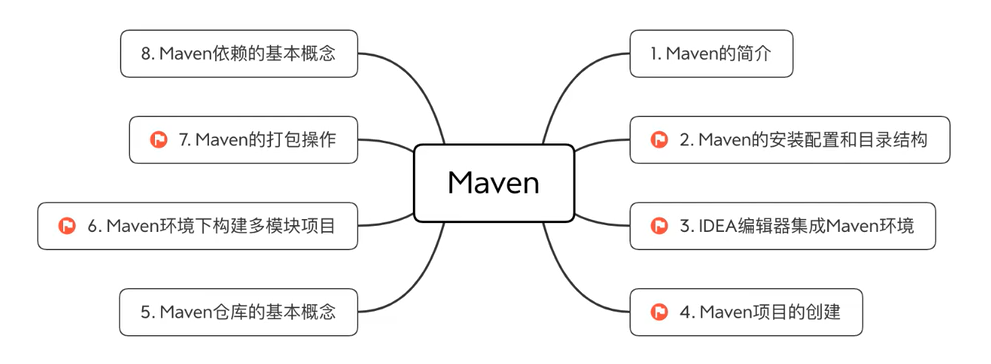 Maven
1. Maven的简介
2. Maven的安装配置和目录结构
3. IDEA编辑器集成Maven环境
4. Maven项目的创建
5. Maven仓库的基本概念
6. Maven环境下构建多模块项目
7. Maven的打包操作
8. Maven依赖的基本概念